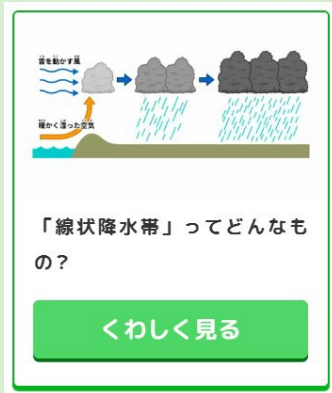 雲を動かす風
暖かく湿った空気
「線状降水帯」ってどんなも
の?
くわしく見る